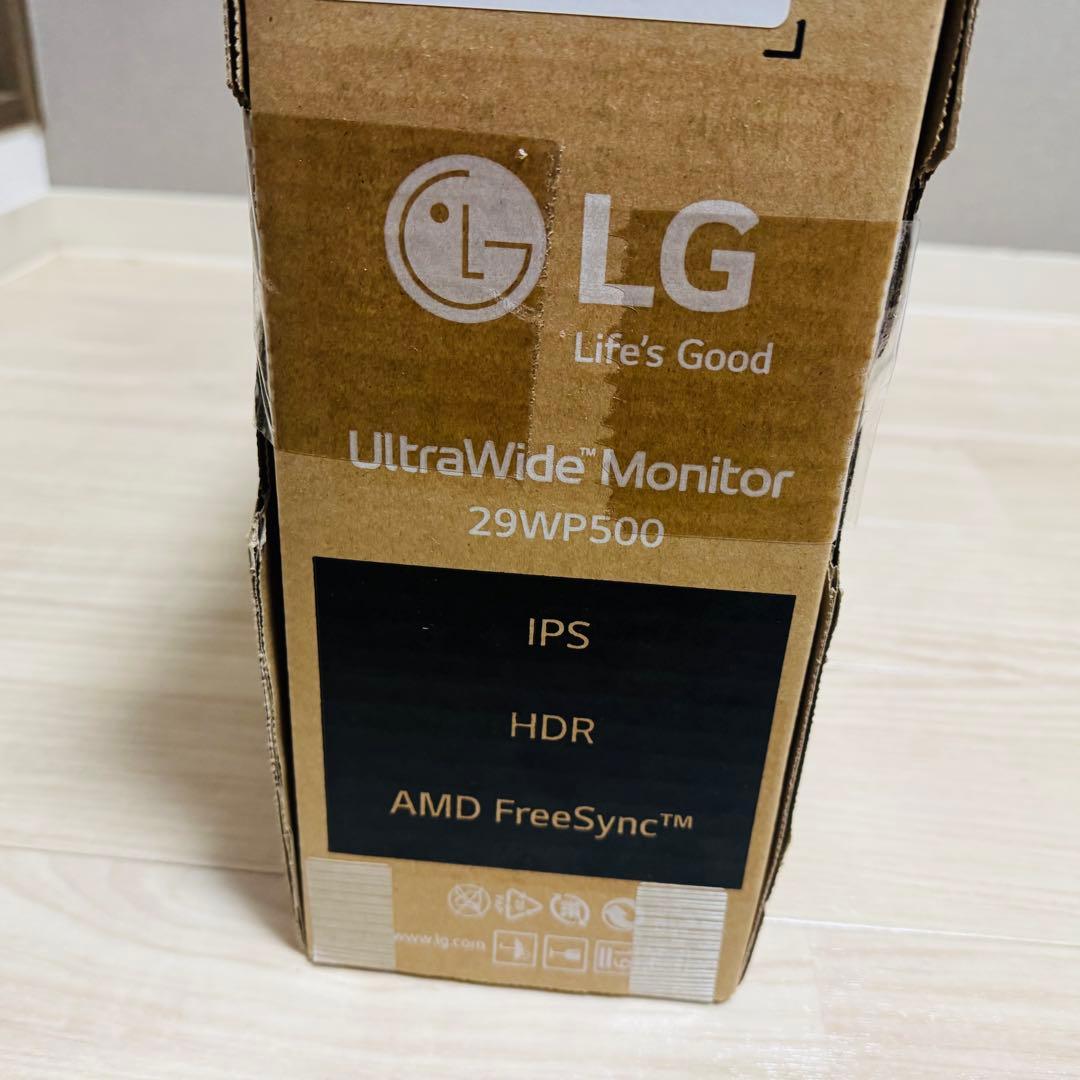 LG
Life's Good
UltraWide™ Monitor
29WP500
IPS
HDR
AMD FreeSync™
www.lg.com